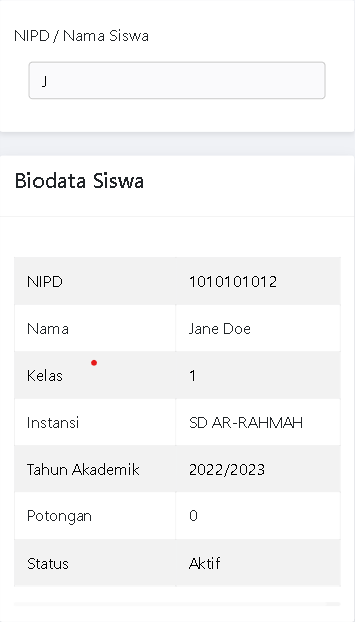 NIPD / Nama Siswa
J
Biodata Siswa
NIPD 1010101012
Nama Jane Doe
Kelas 1
Instansi SD AR-RAHMAH
Tahun Akademik 2022/2023
Potongan 0
Status Aktif